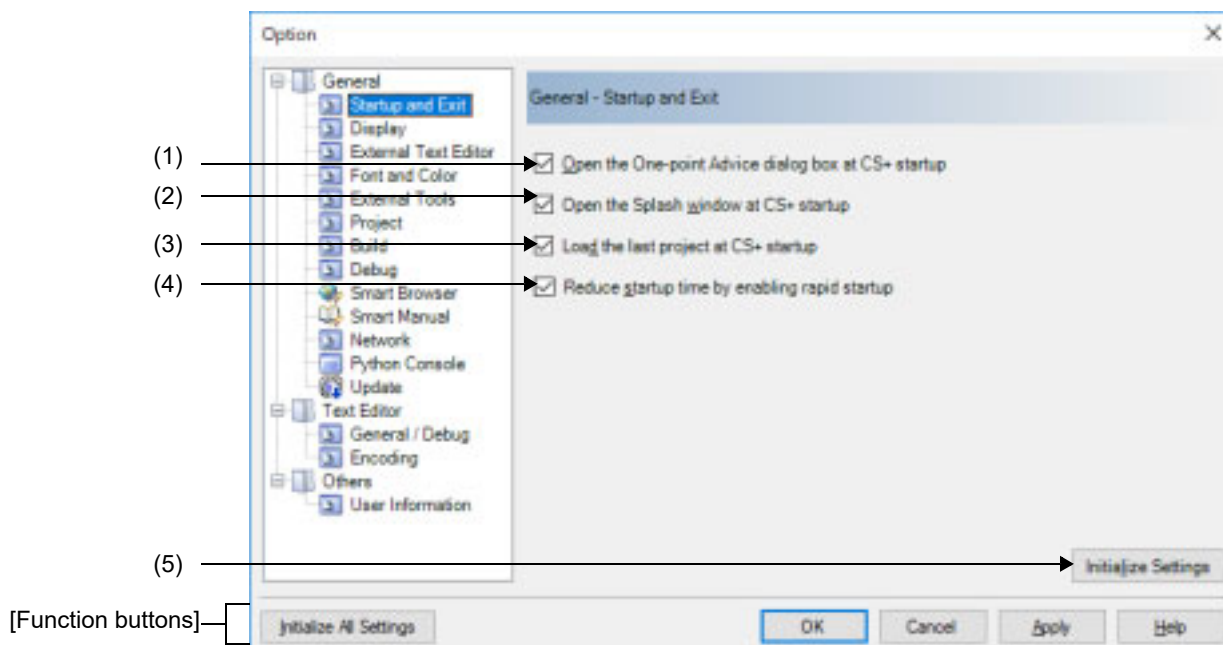 Option
General
Startup and Exit
Display
External Text Editor
Font and Color
External Tools
Project
Build
Debug
Smart Browser
Smart Manual
Network
Python Console
Update
Text Editor
General / Debug
Encoding
Others
User Information
General - Startup and Exit
(1)
Open the One-point Advice dialog box at CS+ startup
(2)
Open the Splash window at CS+ startup
(3)
Load the last project at CS+ startup
(4)
Reduce startup time by enabling rapid startup
(5)
Initialize Settings
[Function buttons]
Initialize All Settings
OK
Cancel
Apply
Help